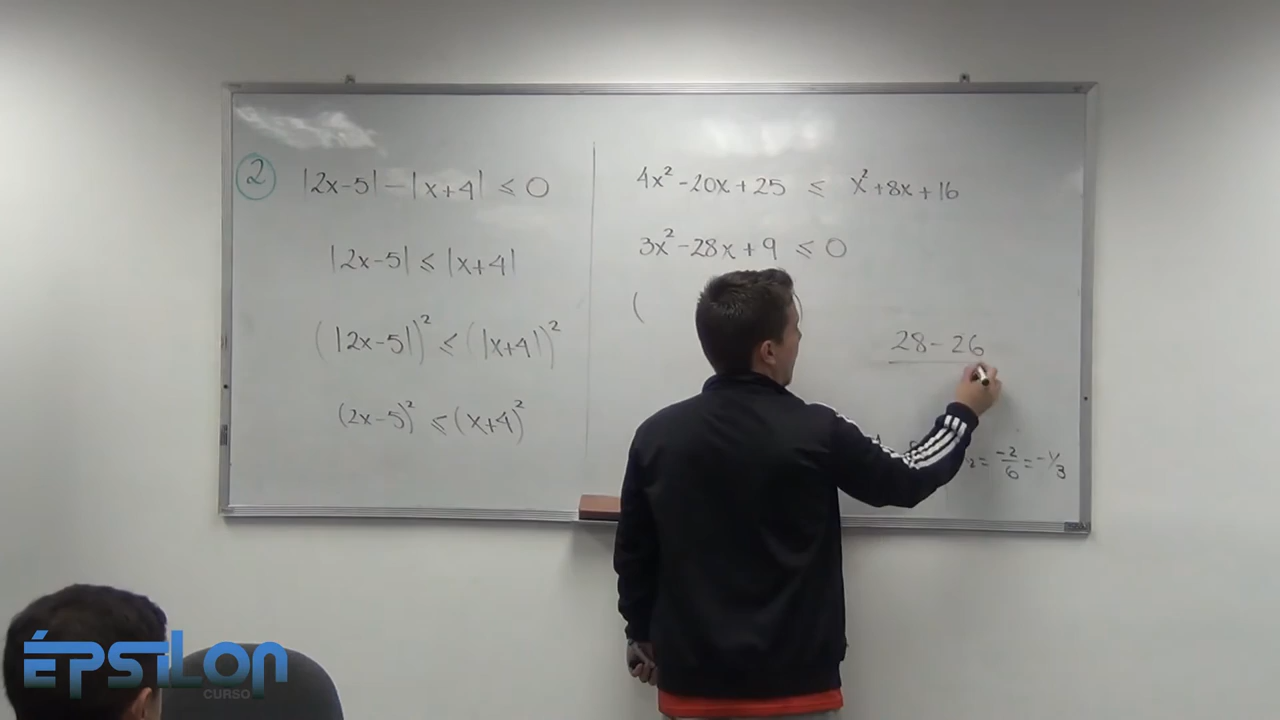 2
|2x-5| - |x+4| ≤ 0
|2x-5| ≤ |x+4|
(|2x-5|)² ≤ (|x+4|)²
(2x-5)² ≤ (x+4)²
4x² -20x + 25 ≤ x² + 8x + 16
3x² - 28x + 9 ≤ 0
( )
28 - 26
₂ = -2/6 = -1/3
ÉPSILON
CURSO